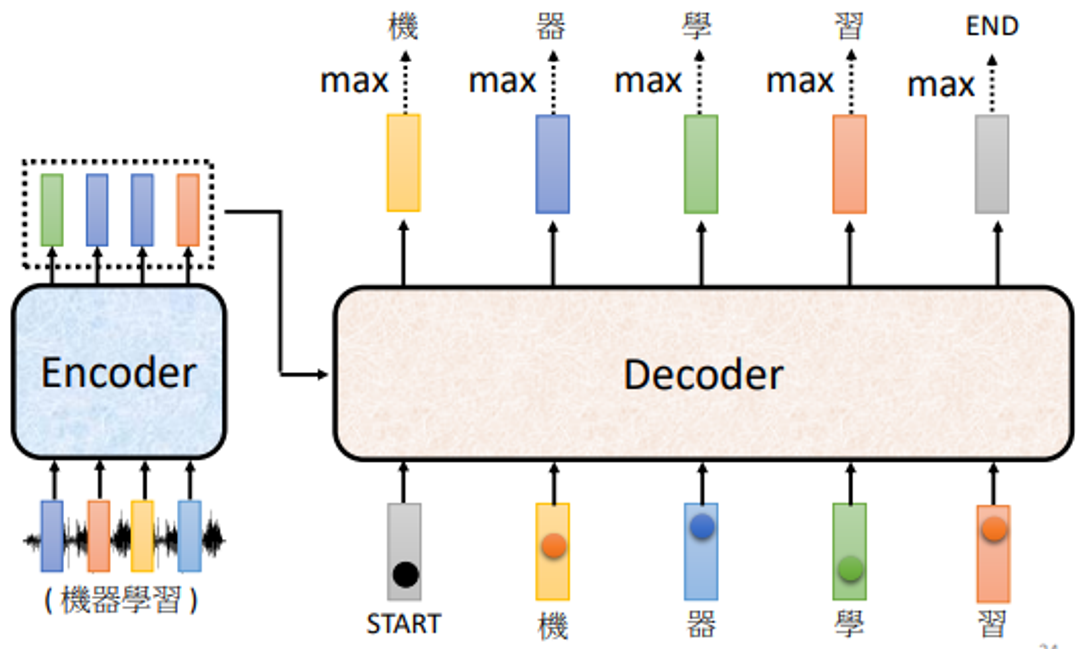 機 器 學 習 END
max max max max max
Encoder
Decoder
( 機器學習 )
START 機 器 學 習